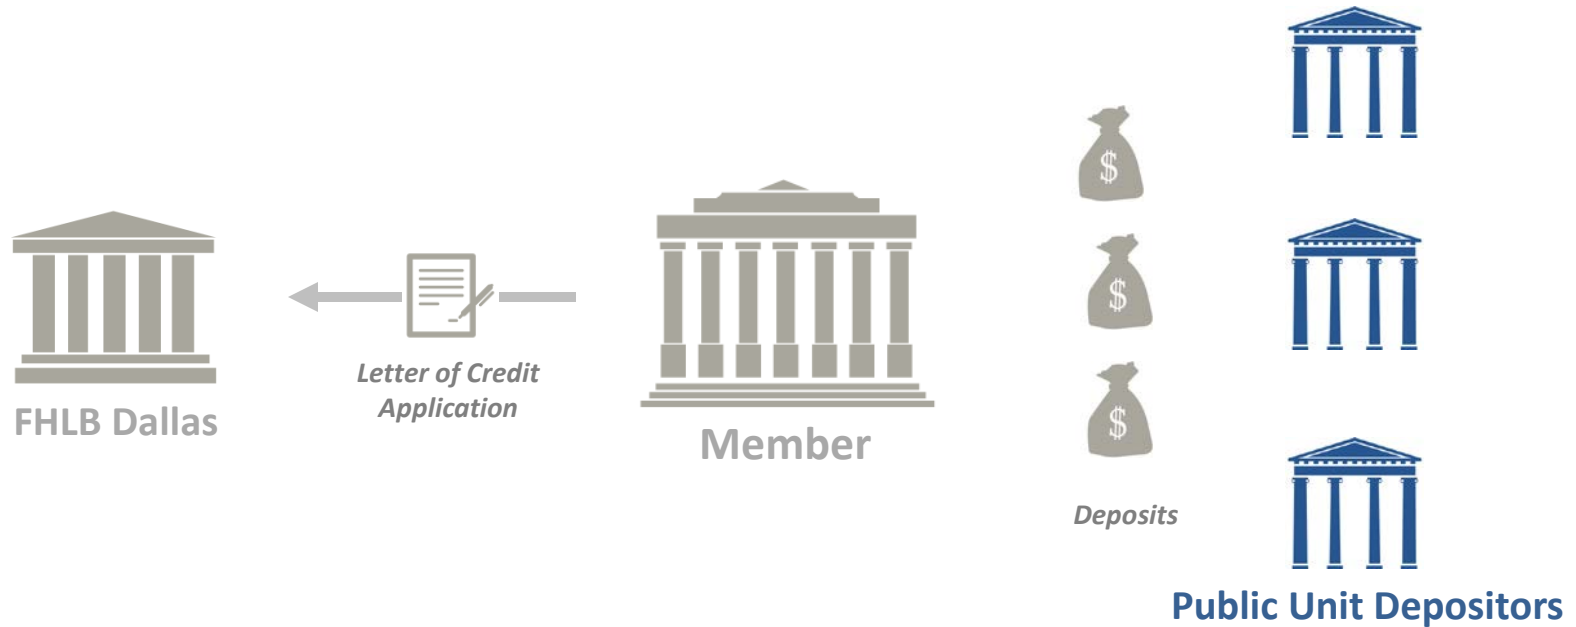 FHLB Dallas
Letter of Credit
Application
Member
$
$
$
Deposits
Public Unit Depositors